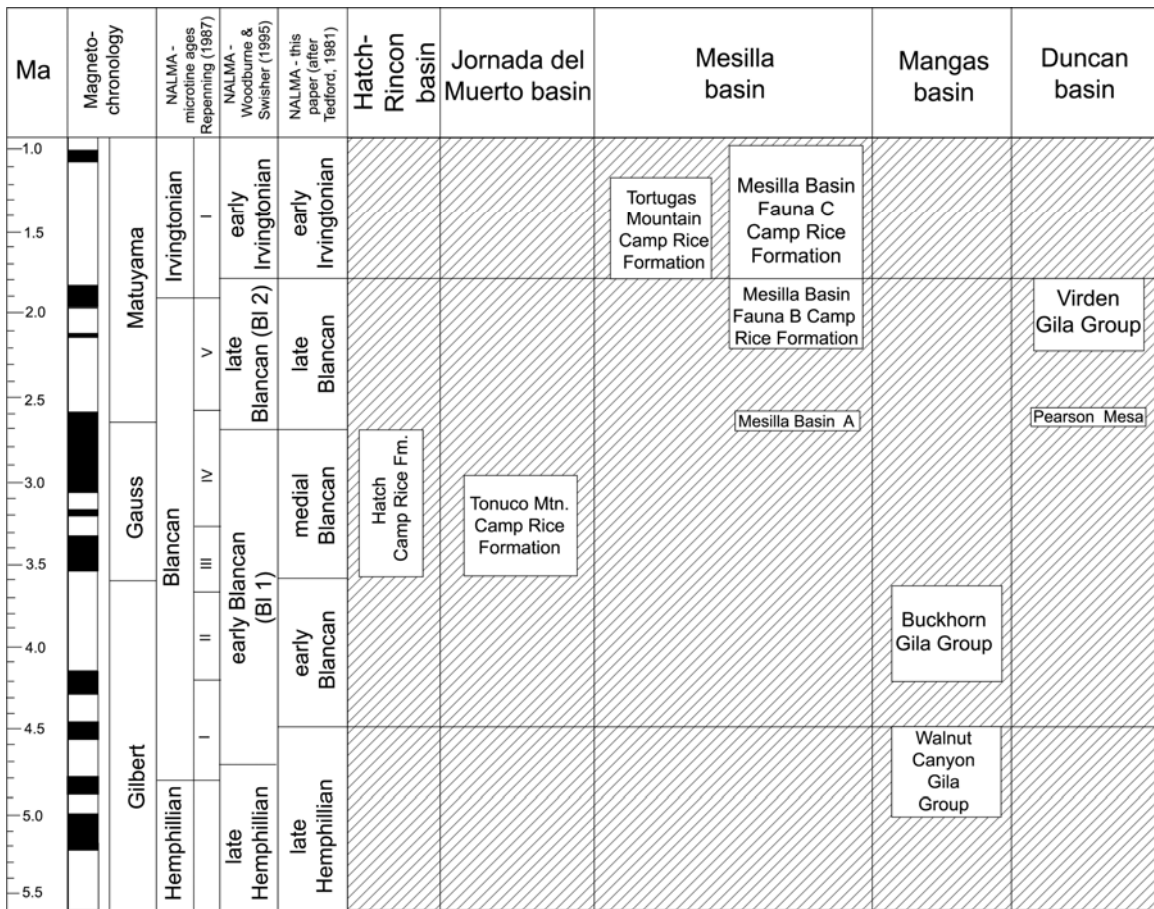 Ma
Magneto-
chronology
NALMA -
microtine ages
Repenning (1987)
NALMA -
Woodburne &
Swisher (1995)
NALMA - this
paper (after
Tedford, 1981)
Hatch-
Rincon
basin
Jornada del
Muerto basin
Mesilla
basin
Mangas
basin
Duncan
basin
1.0
1.5
2.0
2.5
3.0
3.5
4.0
4.5
5.0
5.5
Matuyama
Gauss
Gilbert
Irvingtonian
Blancan
Hemphillian
I
V
IV
III
II
I
early
Irvingtonian
late
Blancan (Bl 2)
early Blancan
(Bl 1)
late
Hemphillian
early
Irvingtonian
late
Blancan
medial
Blancan
early
Blancan
late
Hemphillian
Hatch
Camp Rice Fm.
Tonuco Mtn.
Camp Rice
Formation
Tortugas
Mountain
Camp Rice
Formation
Mesilla Basin
Fauna C
Camp Rice
Formation
Mesilla Basin
Fauna B Camp
Rice Formation
Mesilla Basin A
Buckhorn
Gila Group
Walnut
Canyon
Gila
Group
Virden
Gila Group
Pearson Mesa